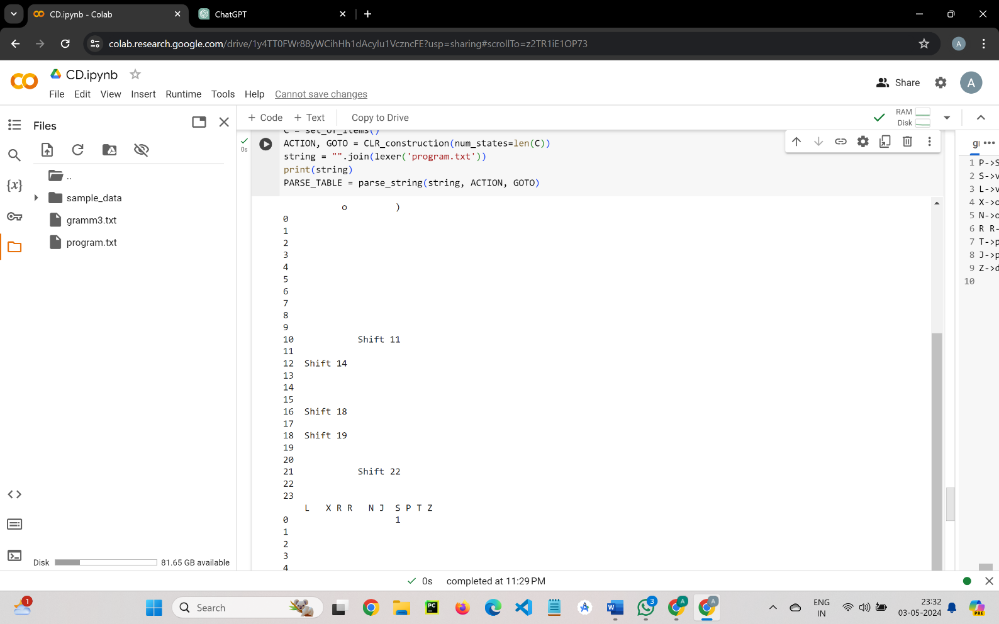 CD.ipynb - Colab
ChatGPT
colab.research.google.com/drive/1y4TT0FWr88yWCihHh1dAcylu1VczncFE?usp=sharing#scrollTo=z2TR1iE1OP73
A
CD.ipynb
File Edit View Insert Runtime Tools Help Cannot save changes
Share
A
Files
+ Code + Text Copy to Drive
RAM
Disk
..
sample_data
gramm3.txt
program.txt
0s
C = set_of_items()
ACTION, GOTO = CLR_construction(num_states=len(C))
string = "".join(lexer('program.txt'))
print(string)
PARSE_TABLE = parse_string(string, ACTION, GOTO)
o )
0
1
2
3
4
5
6
7
8
9
10 Shift 11
11
12 Shift 14
13
14
15
16 Shift 18
17
18 Shift 19
19
20
21 Shift 22
22
23
L X R R N J S P T Z
0 1
1
2
3
4
1 P->S
2 S->v
3 L->v
4 X->
5 N->
6 R R-
7 T->p
8 J->p
9 Z->d
10
{x}
Disk 81.65 GB available
0s completed at 11:29 PM
1
Search
PC
3
A
A
ENG
IN
23:32
03-05-2024
PRE